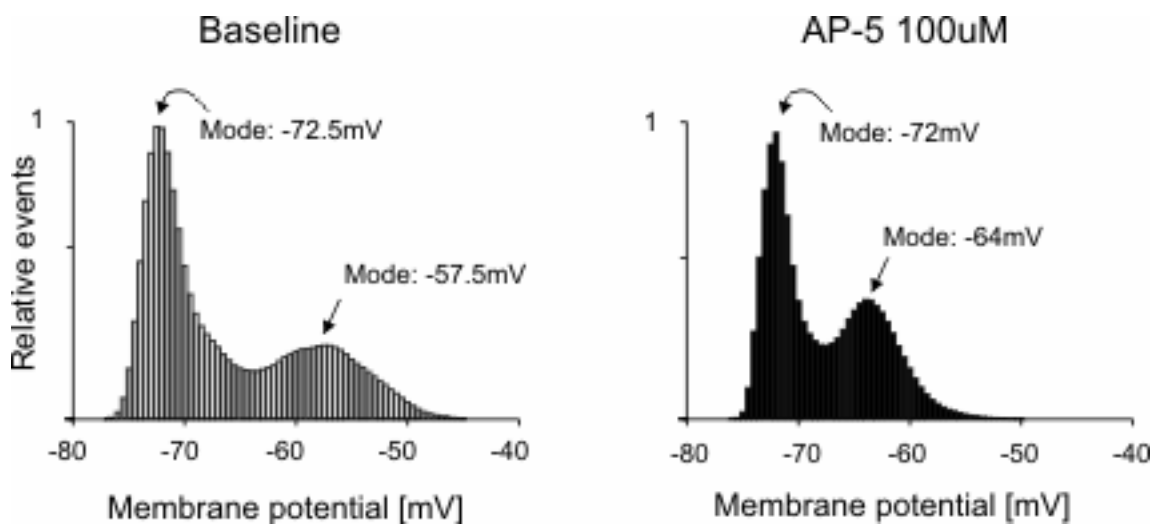 Baseline
1
Mode: -72.5mV
Mode: -57.5mV
Relative events
-80 -70 -60 -50 -40
Membrane potential [mV]
AP-5 100uM
1
Mode: -72mV
Mode: -64mV
-80 -70 -60 -50 -40
Membrane potential [mV]